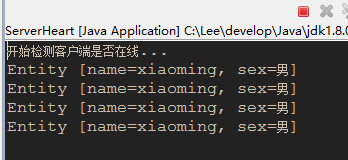 ServerHeart [Java Application] C:\Lee\develop\Java\jdk1.8.0
开始检测客户端是否在线...
Entity [name=xiaoming, sex=男]
Entity [name=xiaoming, sex=男]
Entity [name=xiaoming, sex=男]
Entity [name=xiaoming, sex=男]